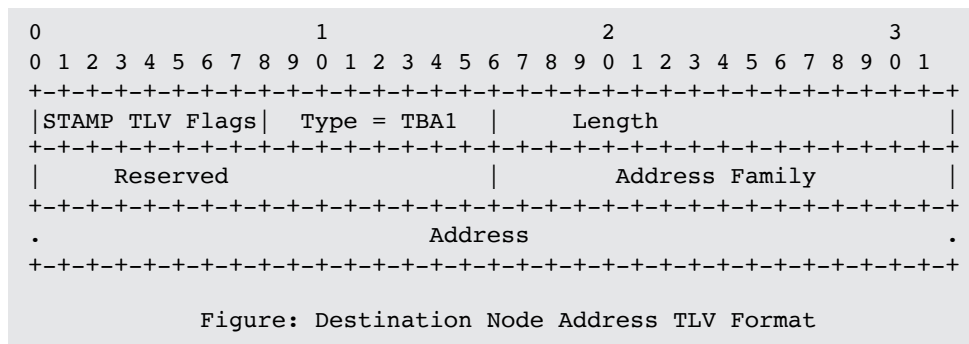 0                   1                   2                   3
0 1 2 3 4 5 6 7 8 9 0 1 2 3 4 5 6 7 8 9 0 1 2 3 4 5 6 7 8 9 0 1
+-+-+-+-+-+-+-+-+-+-+-+-+-+-+-+-+-+-+-+-+-+-+-+-+-+-+-+-+-+-+-+-+
|STAMP TLV Flags|  Type = TBA1  |     Length                    |
+-+-+-+-+-+-+-+-+-+-+-+-+-+-+-+-+-+-+-+-+-+-+-+-+-+-+-+-+-+-+-+-+
|     Reserved                  |        Address Family         |
+-+-+-+-+-+-+-+-+-+-+-+-+-+-+-+-+-+-+-+-+-+-+-+-+-+-+-+-+-+-+-+-+
.                           Address                             .
+-+-+-+-+-+-+-+-+-+-+-+-+-+-+-+-+-+-+-+-+-+-+-+-+-+-+-+-+-+-+-+-+
Figure: Destination Node Address TLV Format